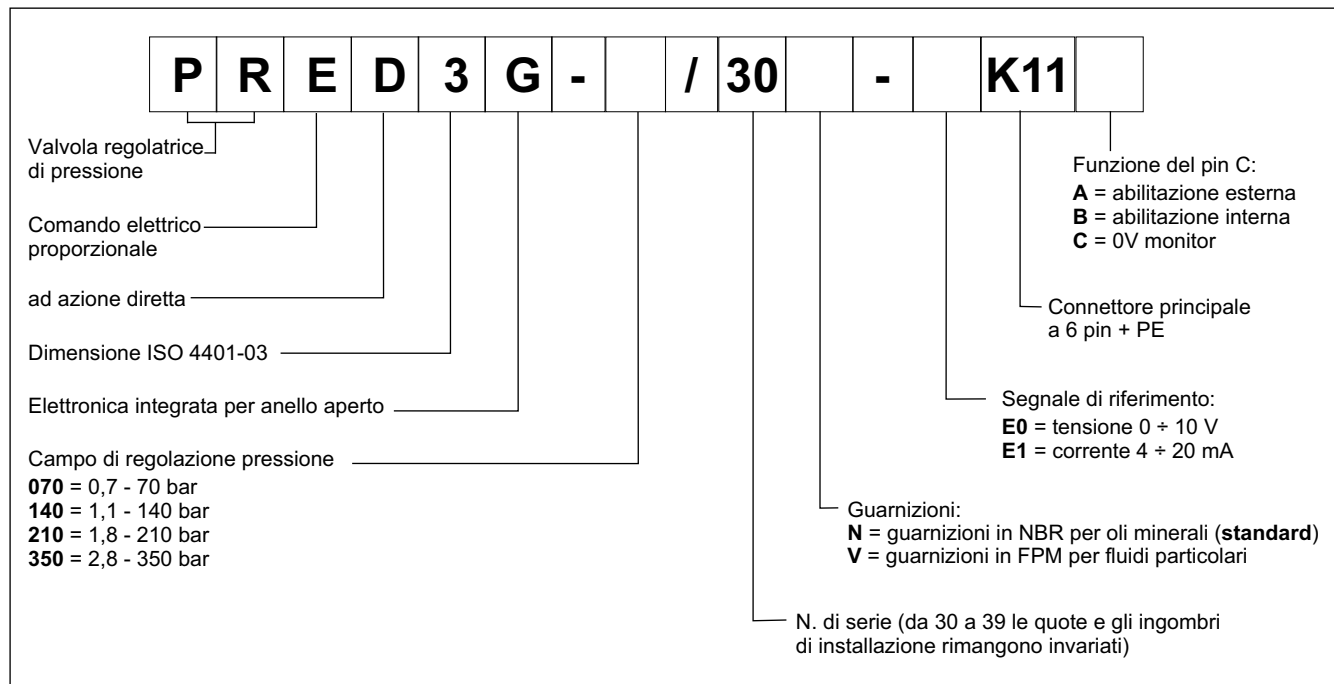 P R E D 3 G - / 30 - K11
Valvola regolatrice
di pressione
Comando elettrico
proporzionale
ad azione diretta
Dimensione ISO 4401-03
Elettronica integrata per anello aperto
Campo di regolazione pressione
070 = 0,7 - 70 bar
140 = 1,1 - 140 bar
210 = 1,8 - 210 bar
350 = 2,8 - 350 bar
Funzione del pin C:
A = abilitazione esterna
B = abilitazione interna
C = 0V monitor
Connettore principale
a 6 pin + PE
Segnale di riferimento:
E0 = tensione 0 ÷ 10 V
E1 = corrente 4 ÷ 20 mA
Guarnizioni:
N = guarnizioni in NBR per oli minerali (standard)
V = guarnizioni in FPM per fluidi particolari
N. di serie (da 30 a 39 le quote e gli ingombri
di installazione rimangono invariati)